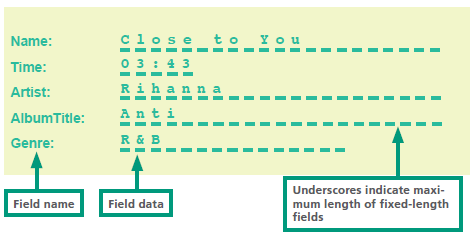 Name: Close to You
Time: 03:43
Artist: Rihanna
AlbumTitle: Anti
Genre: R&B
Field name
Field data
Underscores indicate maxi-
mum length of fixed-length
fields